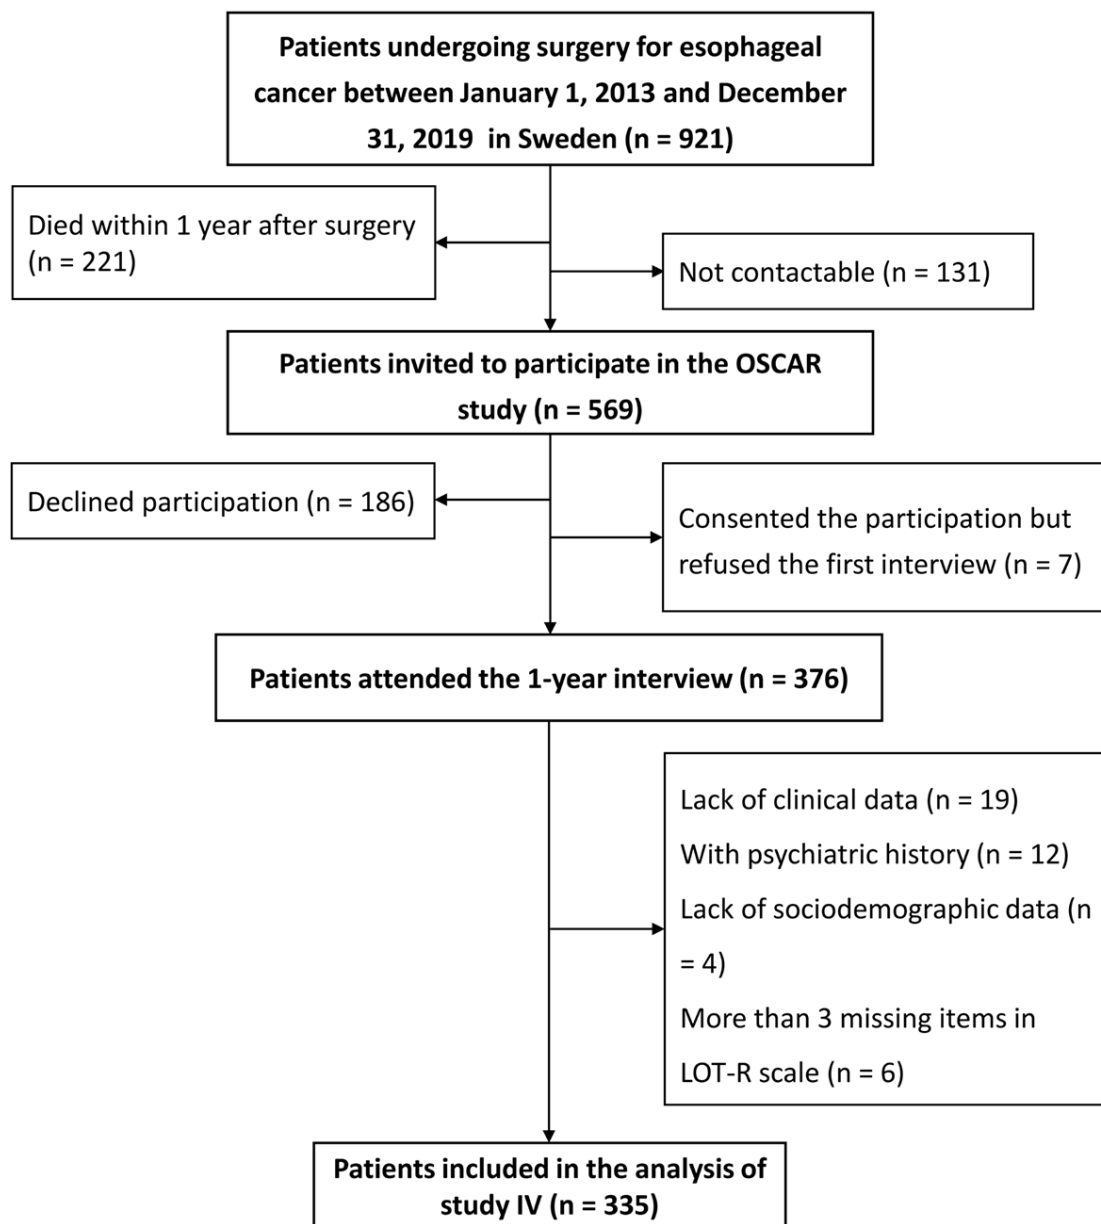 Patients undergoing surgery for esophageal
cancer between January 1, 2013 and December
31, 2019 in Sweden (n = 921)
Died within 1 year after surgery
(n = 221)
Not contactable (n = 131)
Patients invited to participate in the OSCAR
study (n = 569)
Declined participation (n = 186)
Consented the participation but
refused the first interview (n = 7)
Patients attended the 1-year interview (n = 376)
Lack of clinical data (n = 19)
With psychiatric history (n = 12)
Lack of sociodemographic data (n
= 4)
More than 3 missing items in
LOT-R scale (n = 6)
Patients included in the analysis of
study IV (n = 335)